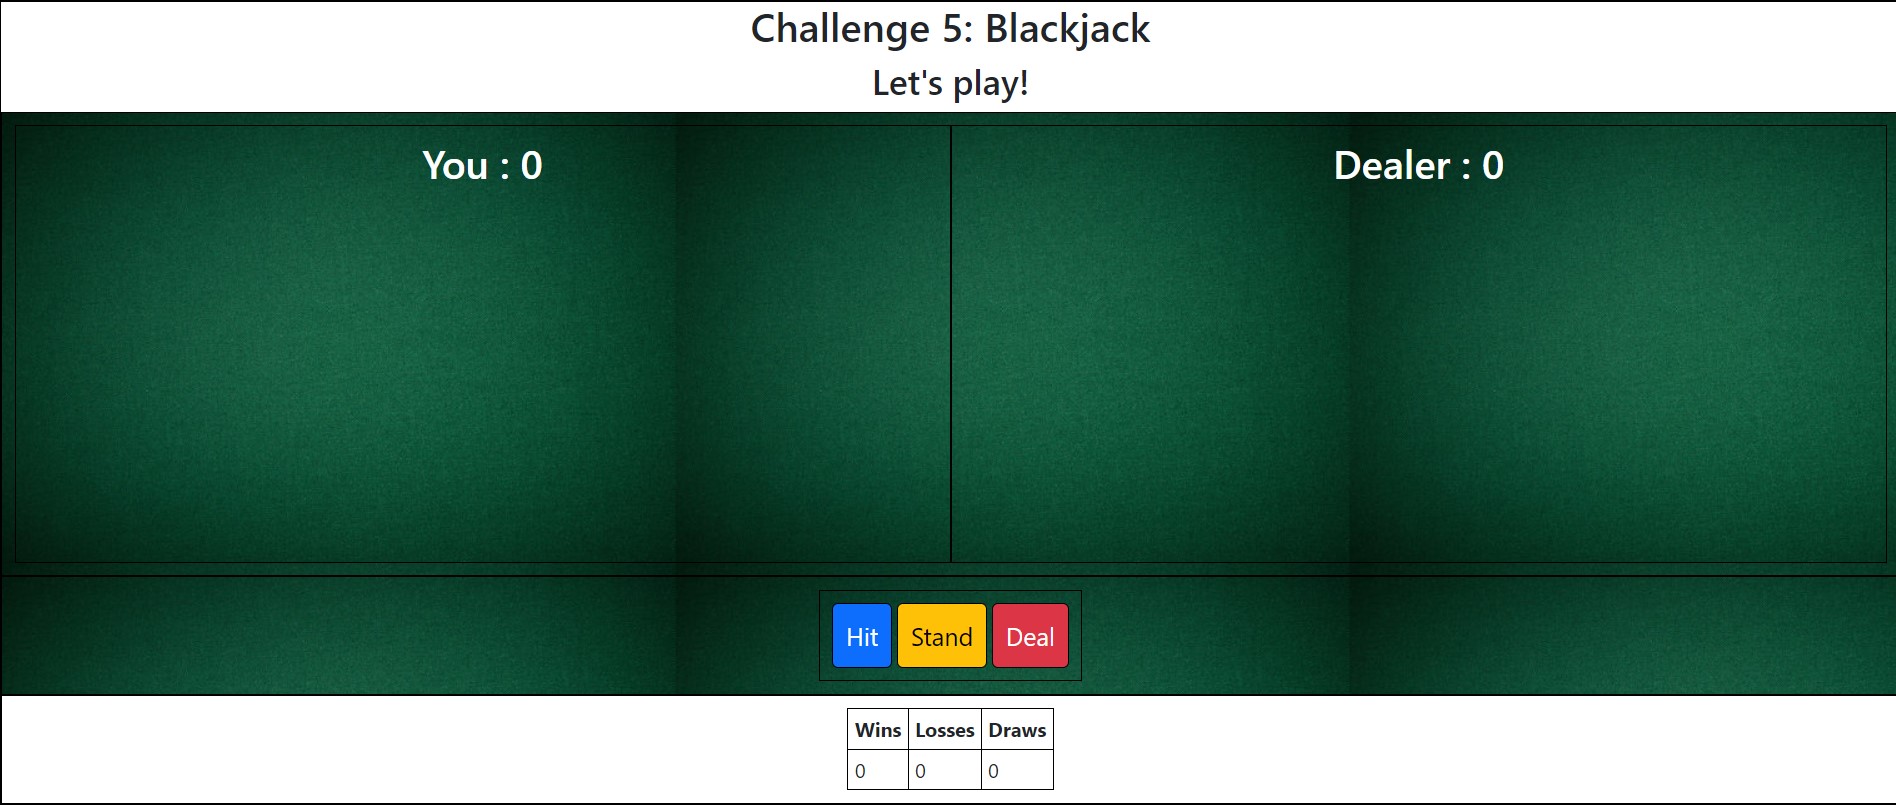 Challenge 5: Blackjack
Let's play!
You : 0
Dealer : 0
Hit Stand Deal
Wins Losses Draws
0 0 0